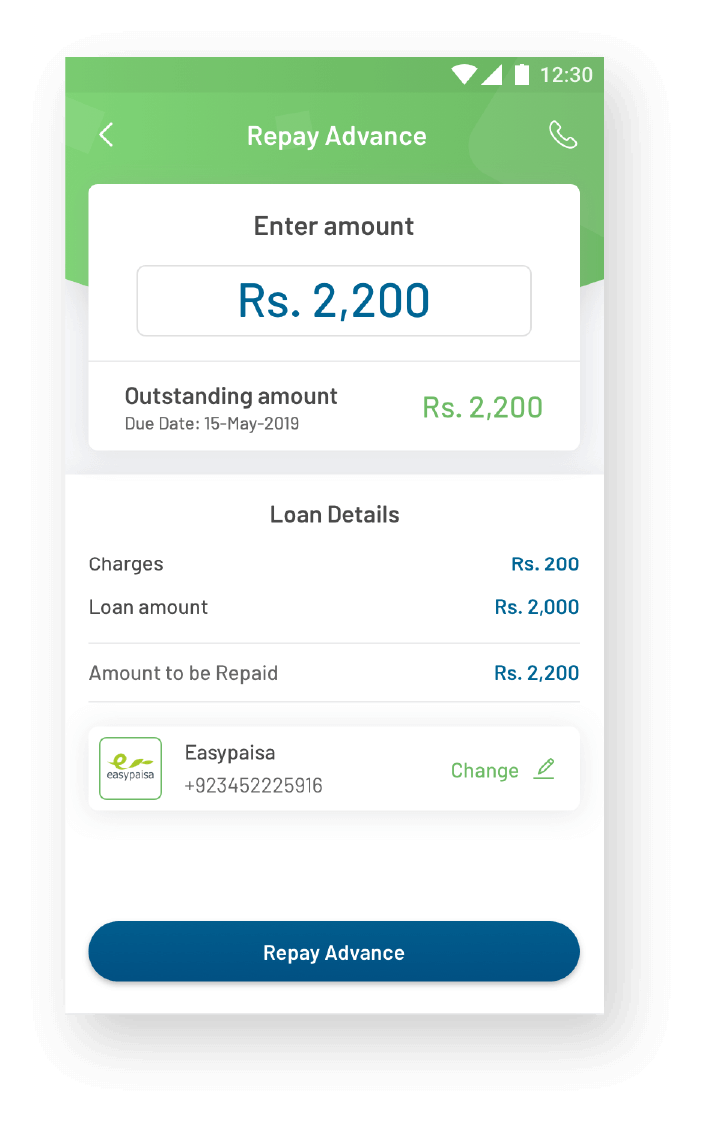 12:30
Repay Advance
Enter amount
Rs. 2,200
Outstanding amount
Rs. 2,200
Due Date: 15-May-2019
Loan Details
Charges
Rs. 200
Loan amount
Rs. 2,000
Amount to be Repaid
Rs. 2,200
easypaisa
Easypaisa
+923452225916
Change
Repay Advance